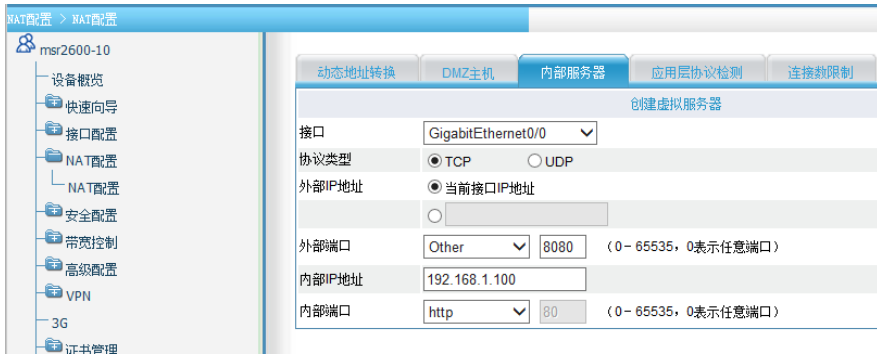 NAT配置 > NAT配置
msr2600-10
设备概览
快速向导
接口配置
NAT配置
NAT配置
安全配置
带宽控制
高级配置
VPN
3G
证书管理
动态地址转换 DMZ主机 内部服务器 应用层协议检测 连接数限制
创建虚拟服务器
接口 GigabitEthernet0/0
协议类型 TCP UDP
外部IP地址 当前接口IP地址
外部端口 Other 8080 (0-65535，0表示任意端口)
内部IP地址 192.168.1.100
内部端口 http 80 (0-65535，0表示任意端口)